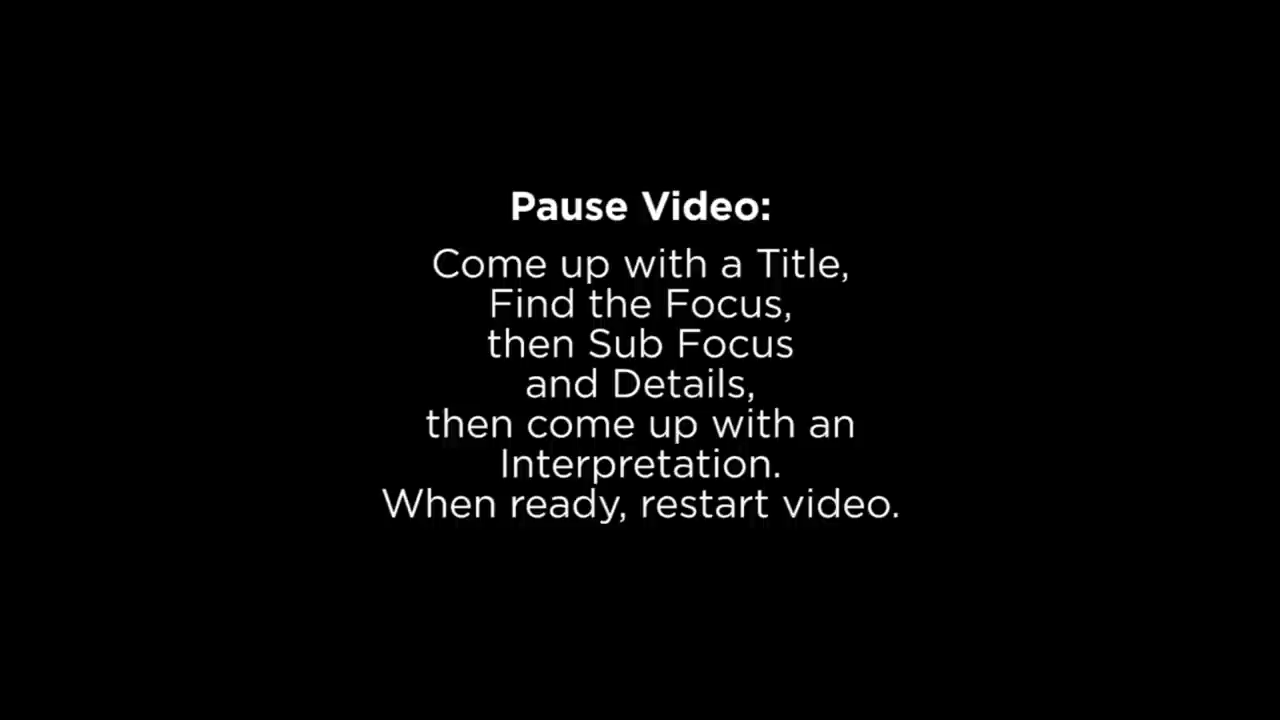 Pause Video:
Come up with a Title,
Find the Focus,
then Sub Focus
and Details,
then come up with an
Interpretation.
When ready, restart video.